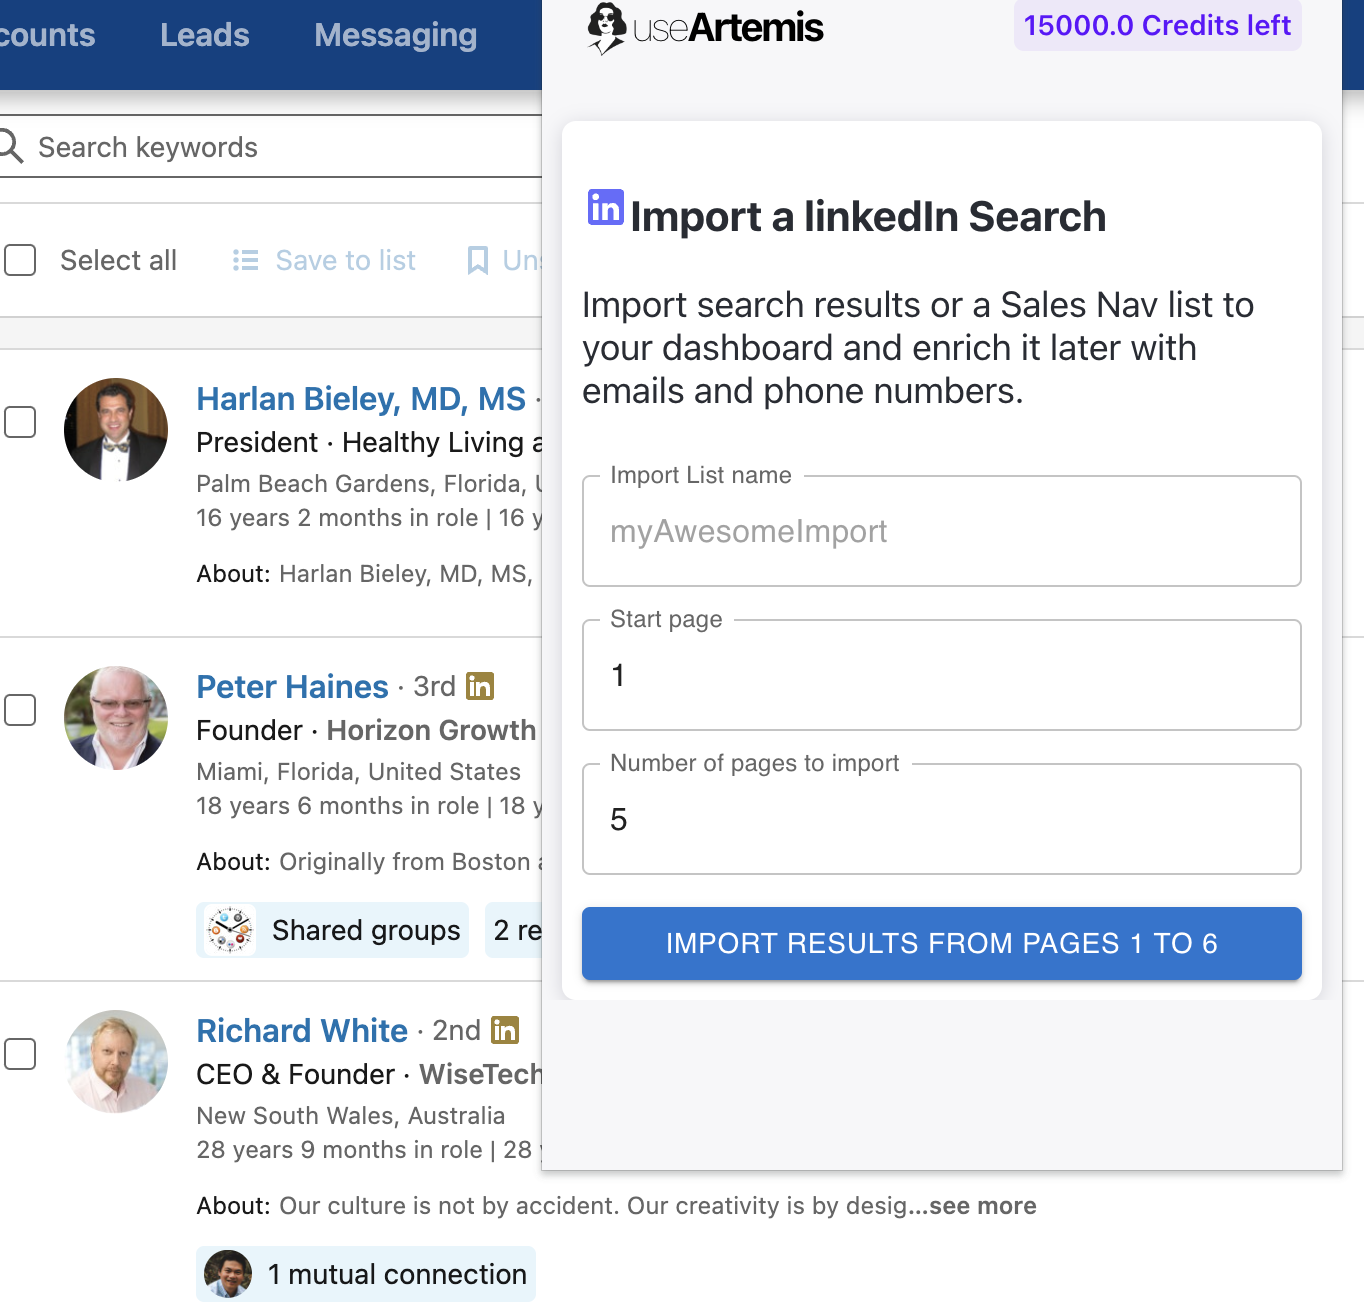 Leads
Messaging
useArtemis
15000.0 Credits left
Search keywords
Select all
Save to list
in Import a linkedIn Search
Import search results or a Sales Nav list to
your dashboard and enrich it later with
emails and phone numbers.
Import List name
myAwesomeImport
Start page
1
Number of pages to import
5
IMPORT RESULTS FROM PAGES 1 TO 6
Harlan Bieley, MD, MS ·
President · Healthy Living
Palm Beach Gardens, Florida,
16 years 2 months in role | 16
About: Harlan Bieley, MD, MS,
Peter Haines · 3rd in
Founder · Horizon Growth
Miami, Florida, United States
18 years 6 months in role | 18
About: Originally from Boston
Shared groups
2
Richard White · 2nd in
CEO & Founder · WiseTech
New South Wales, Australia
28 years 9 months in role | 28
About: Our culture is not by accident. Our creativity is by desig...see more
1 mutual connection